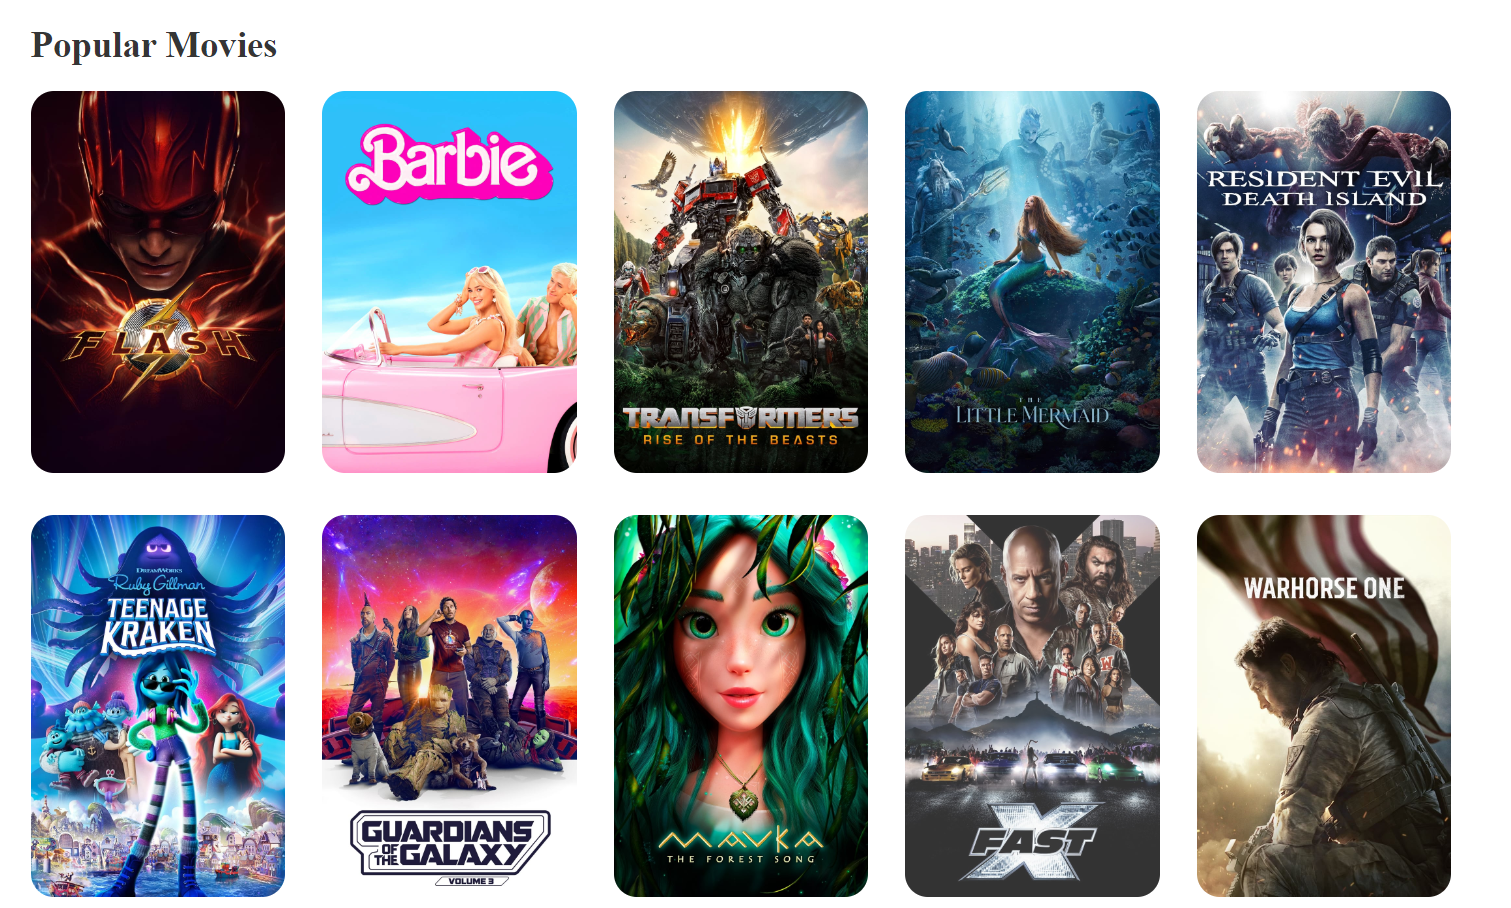 Popular Movies
FLASH
Barbie
TRANSFORMERS
RISE OF THE BEASTS
THE
LITTLE MERMAID
RESIDENT EVIL
DEATH ISLAND
DREAMWORKS
Ruby Gillman
TEENAGE
KRAKEN
GUARDIANS
OF THE GALAXY
VOLUME 3
MAVKA
THE FOREST SONG
FAST X
WARHORSE ONE